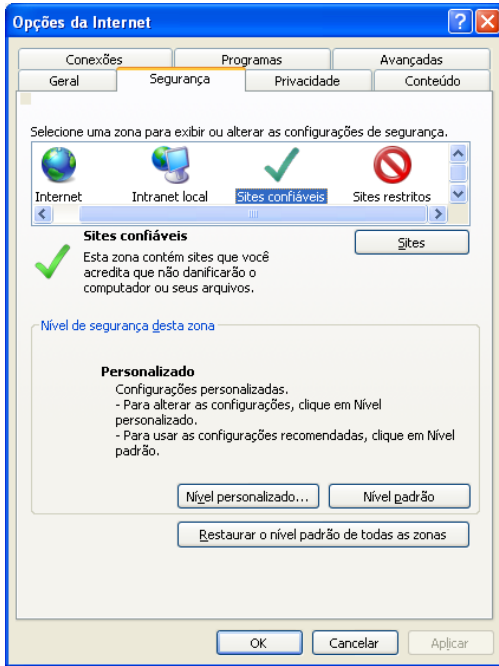 Opções da Internet
Conexões Programas Avançadas
Geral Segurança Privacidade Conteúdo
Selecione uma zona para exibir ou alterar as configurações de segurança.
Internet Intranet local Sites confiáveis Sites restritos
Sites confiáveis
Sites
Esta zona contém sites que você
acredita que não danificarão o
computador ou seus arquivos.
Nível de segurança desta zona
Personalizado
Configurações personalizadas.
- Para alterar as configurações, clique em Nível
personalizado.
- Para usar as configurações recomendadas, clique em Nível
padrão.
Nível personalizado... Nível padrão
Restaurar o nível padrão de todas as zonas
OK Cancelar Aplicar